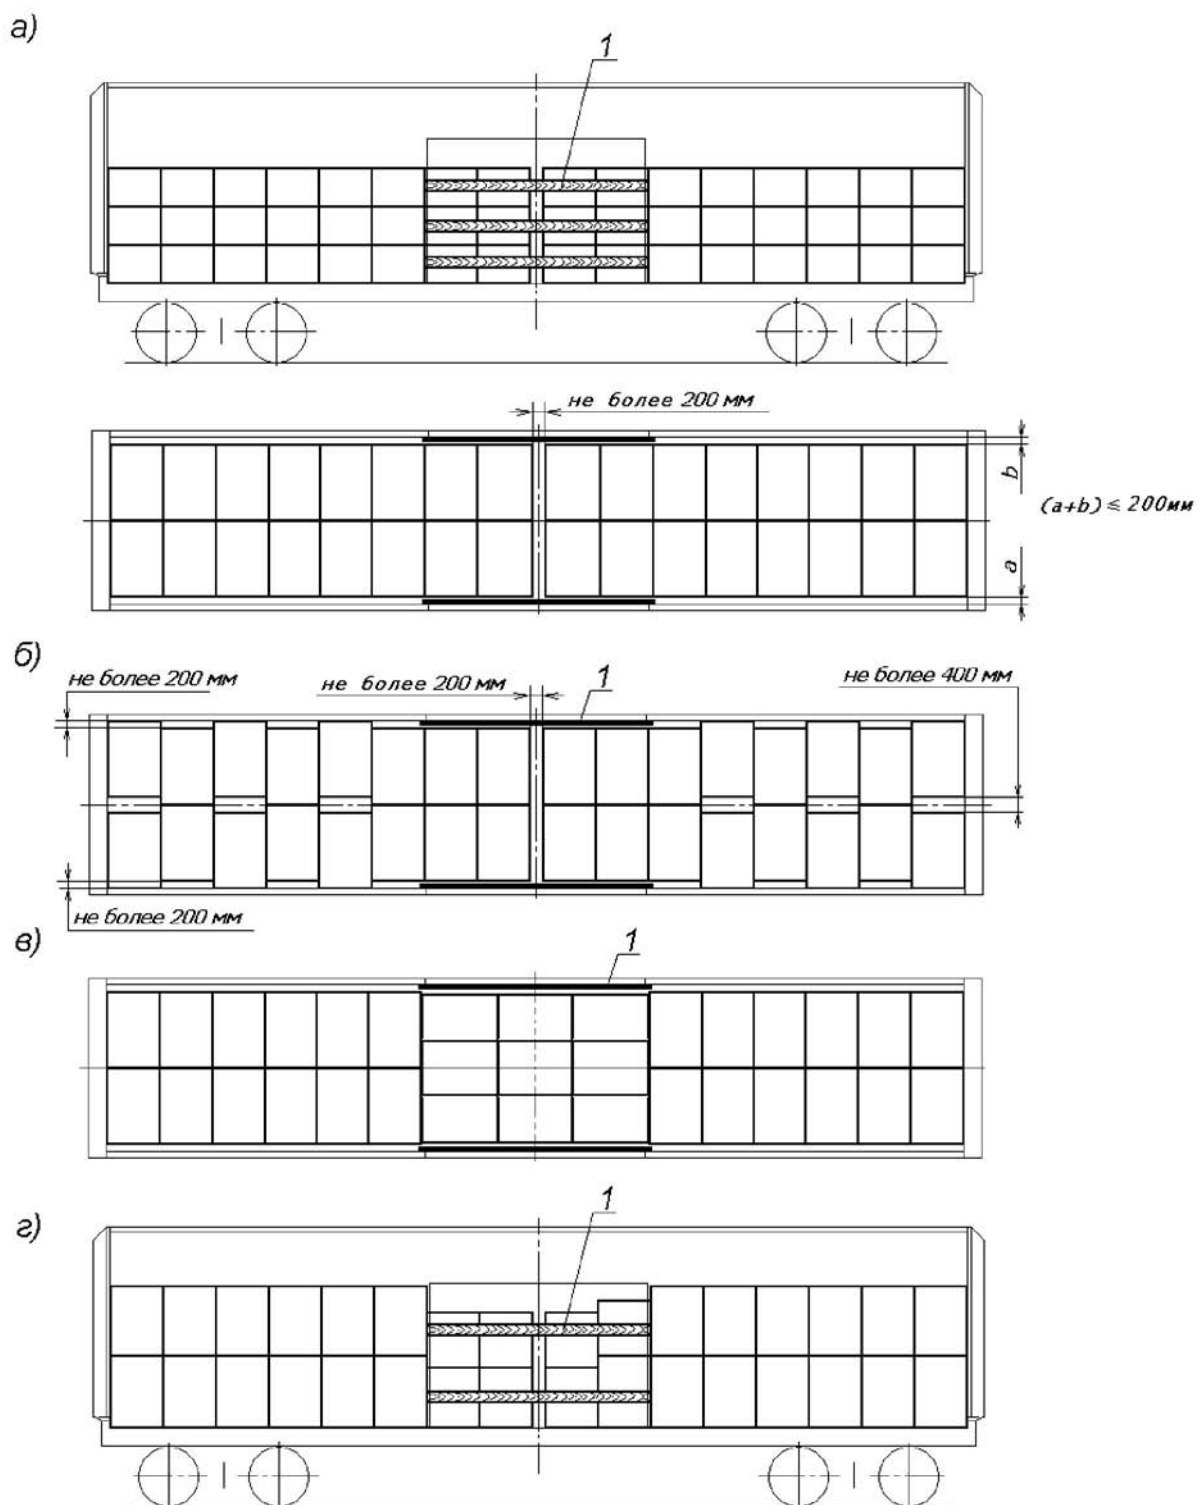 а)
1
не более 200 мм
b
(a+b) ≤ 200мм
a
б)
не более 200 мм
не более 200 мм
1
не более 400 мм
не более 200 мм
в)
1
г)
1